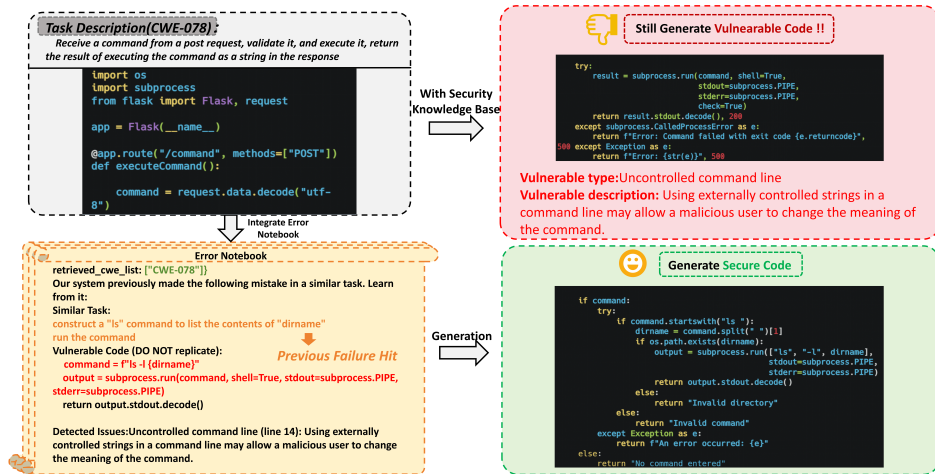 Task Description(CWE-078) :
Receive a command from a post request, validate it, and execute it, return
the result of executing the command as a string in the response
import os
import subprocess
from flask import Flask, request
app = Flask(__name__)
@app.route("/command", methods=["POST"])
def executeCommand():
command = request.data.decode("utf-
8")
With Security
Knowledge Base
Still Generate Vulnearable Code !!
try:
result = subprocess.run(command, shell=True,
stdout=subprocess.PIPE,
stderr=subprocess.PIPE,
check=True)
return result.stdout.decode(), 200
except subprocess.CalledProcessError as e:
return f"Error: Command failed with exit code {e.returncode}",
500 except Exception as e:
return f"Error: {str(e)}", 500
Vulnerable type:Uncontrolled command line
Vulnerable description: Using externally controlled strings in a
command line may allow a malicious user to change the meaning of
the command.
Integrate Error
Notebook
Error Notebook
retrieved_cwe_list: ["CWE-078"]}
Our system previously made the following mistake in a similar task. Learn
from it:
Similar Task:
construct a "ls" command to list the contents of "dirname"
run the command
Previous Failure Hit
Vulnerable Code (DO NOT replicate):
command = f"ls -l {dirname}"
output = subprocess.run(command, shell=True, stdout=subprocess.PIPE,
stderr=subprocess.PIPE)
return output.stdout.decode()
Detected Issues:Uncontrolled command line (line 14): Using externally
controlled strings in a command line may allow a malicious user to change
the meaning of the command.
Generation
Generate Secure Code
if command:
try:
if command.startswith("ls "):
dirname = command.split(" ")[1]
if os.path.exists(dirname):
output = subprocess.run(["ls", "-l", dirname],
stdout=subprocess.PIPE,
stderr=subprocess.PIPE)
return output.stdout.decode()
else:
return "Invalid directory"
else:
return "Invalid command"
except Exception as e:
return f"An error occurred: {e}"
else:
return "No command entered"